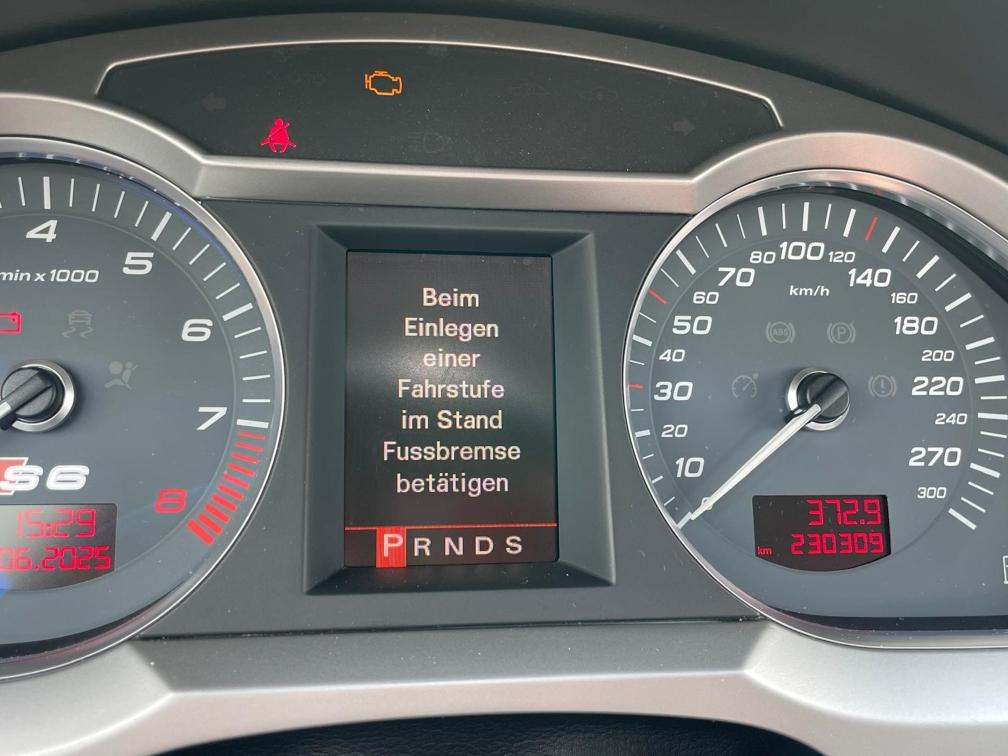 4
5
6
7
8
min x 1000
S6
15:29
06.2025
Beim
Einlegen
einer
Fahrstufe
im Stand
Fussbremse
betätigen
P R N D S
10
20
30
40
50
60
70
80
100
120
140
160
180
200
220
240
270
300
km/h
ABS
P
372.9
km 230309